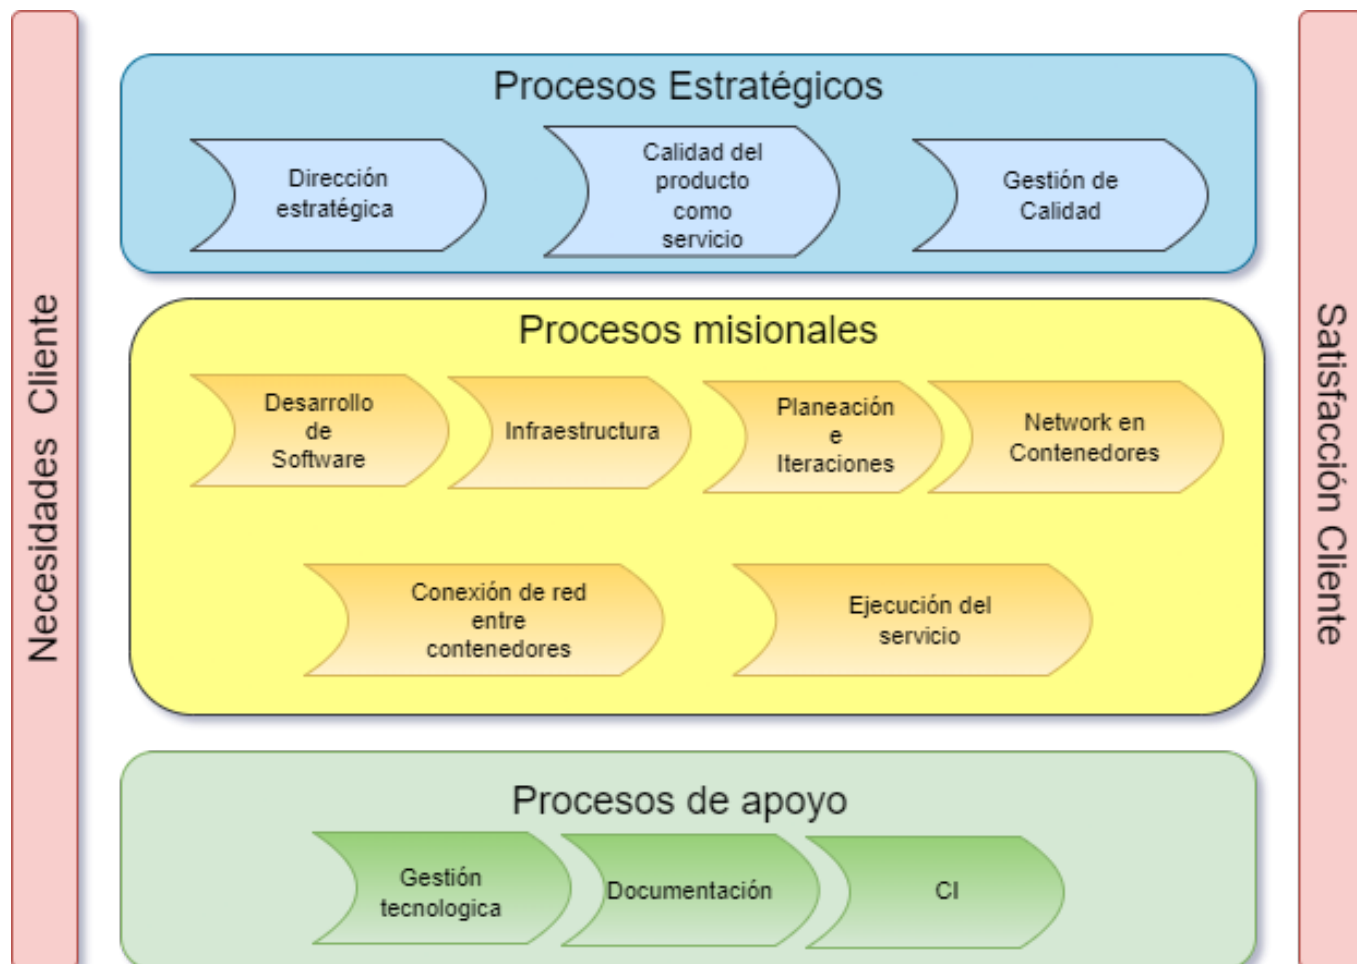 Necesidades Cliente
Procesos Estratégicos
Dirección
estratégica
Calidad del
producto
como
servicio
Gestión de
Calidad
Procesos misionales
Desarrollo
de
Software
Infraestructura
Planeación
e
Iteraciones
Network en
Contenedores
Conexión de red
entre
contenedores
Ejecución del
servicio
Procesos de apoyo
Gestión
tecnologica
Documentación
CI
Satisfacción Cliente